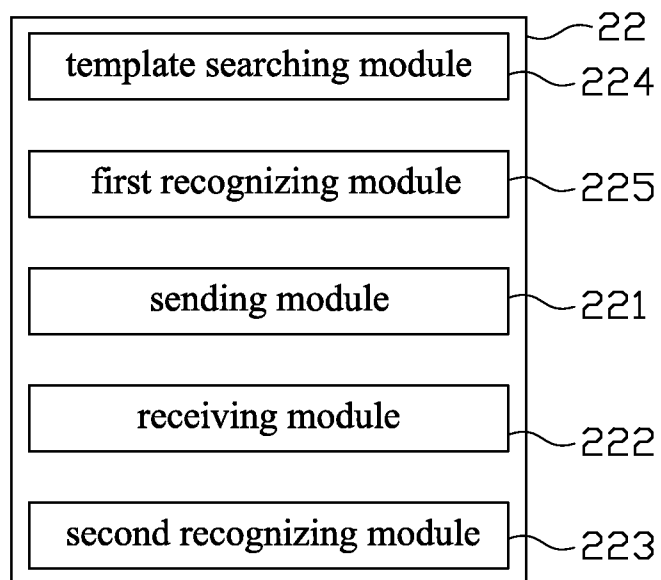 22
template searching module
224
first recognizing module
225
sending module
221
receiving module
222
second recognizing module
223